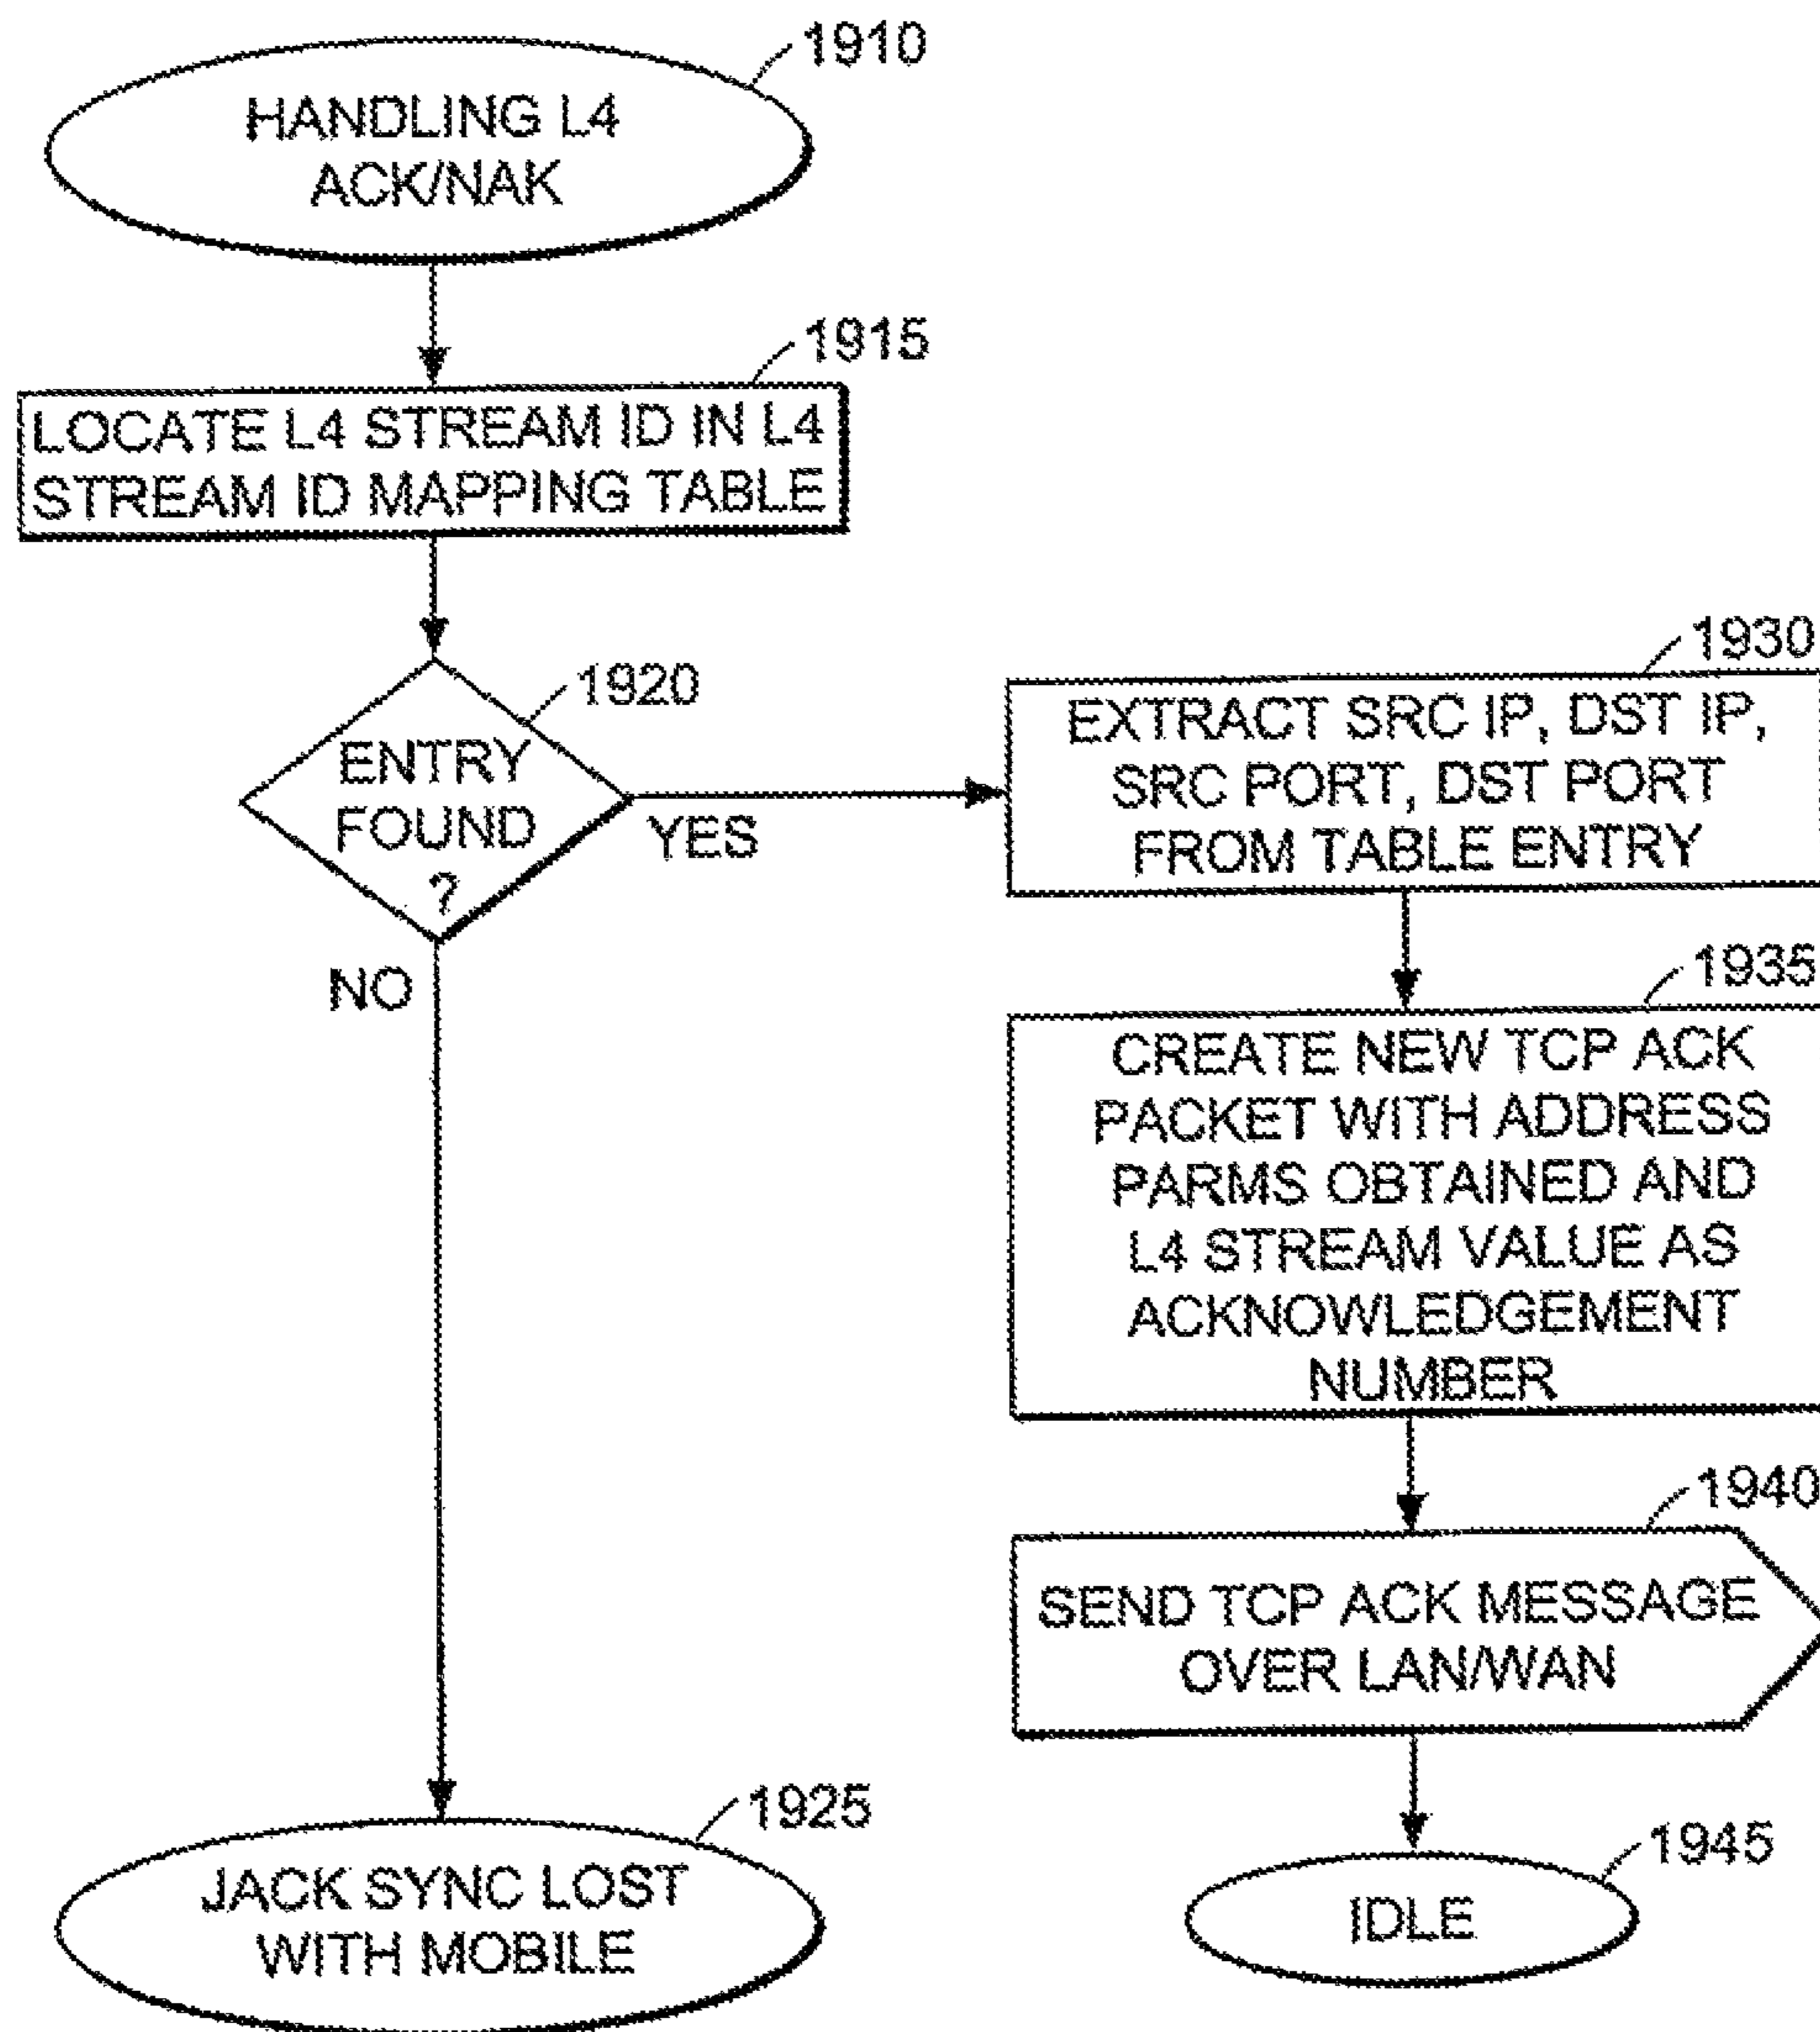 1910
HANDLING L4
ACK/NAK
1915
LOCATE L4 STREAM ID IN L4
STREAM ID MAPPING TABLE
1920
ENTRY
FOUND
?
YES
NO
1930
EXTRACT SRC IP, DST IP,
SRC PORT, DST PORT
FROM TABLE ENTRY
1935
CREATE NEW TCP ACK
PACKET WITH ADDRESS
PARMS OBTAINED AND
L4 STREAM VALUE AS
ACKNOWLEDGEMENT
NUMBER
1940
SEND TCP ACK MESSAGE
OVER LAN/WAN
1925
JACK SYNC LOST
WITH MOBILE
1945
IDLE